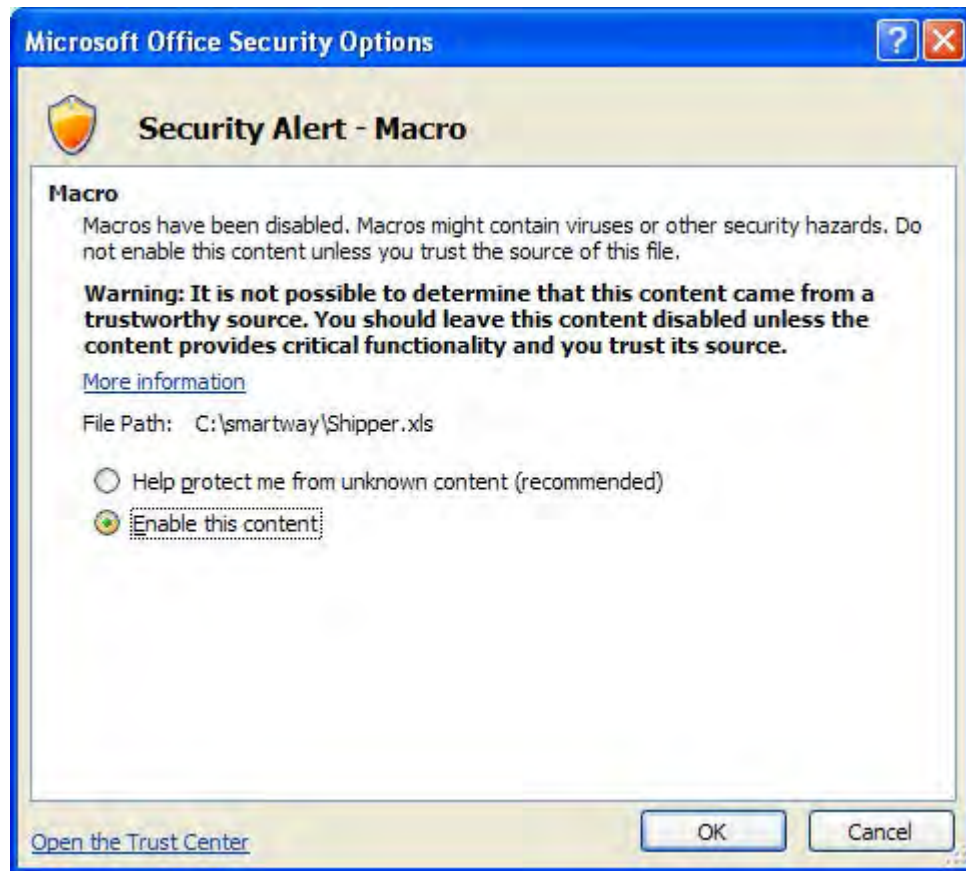 Microsoft Office Security Options
Security Alert - Macro
Macro
Macros have been disabled. Macros might contain viruses or other security hazards. Do
not enable this content unless you trust the source of this file.
Warning: It is not possible to determine that this content came from a
trustworthy source. You should leave this content disabled unless the
content provides critical functionality and you trust its source.
More information
File Path: C:\smartway\Shipper.xls
Help protect me from unknown content (recommended)
Enable this content
Open the Trust Center
OK
Cancel